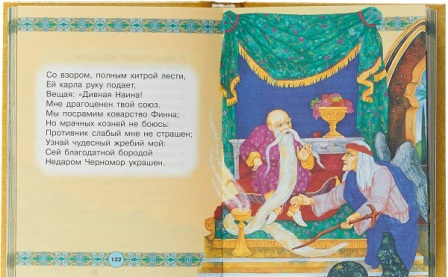 Со взором, полным хитрой лести,
Ей карла руку подает,
Вещая: «Дивная Наина!
Мне драгоценен твой союз.
Мы посрамим коварство Финна;
Но мрачных козней не боюсь:
Противник слабый мне не страшен;
Узнай чудесный жребий мой:
Сей благодатной бородой
Недаром Черномор украшен.
122